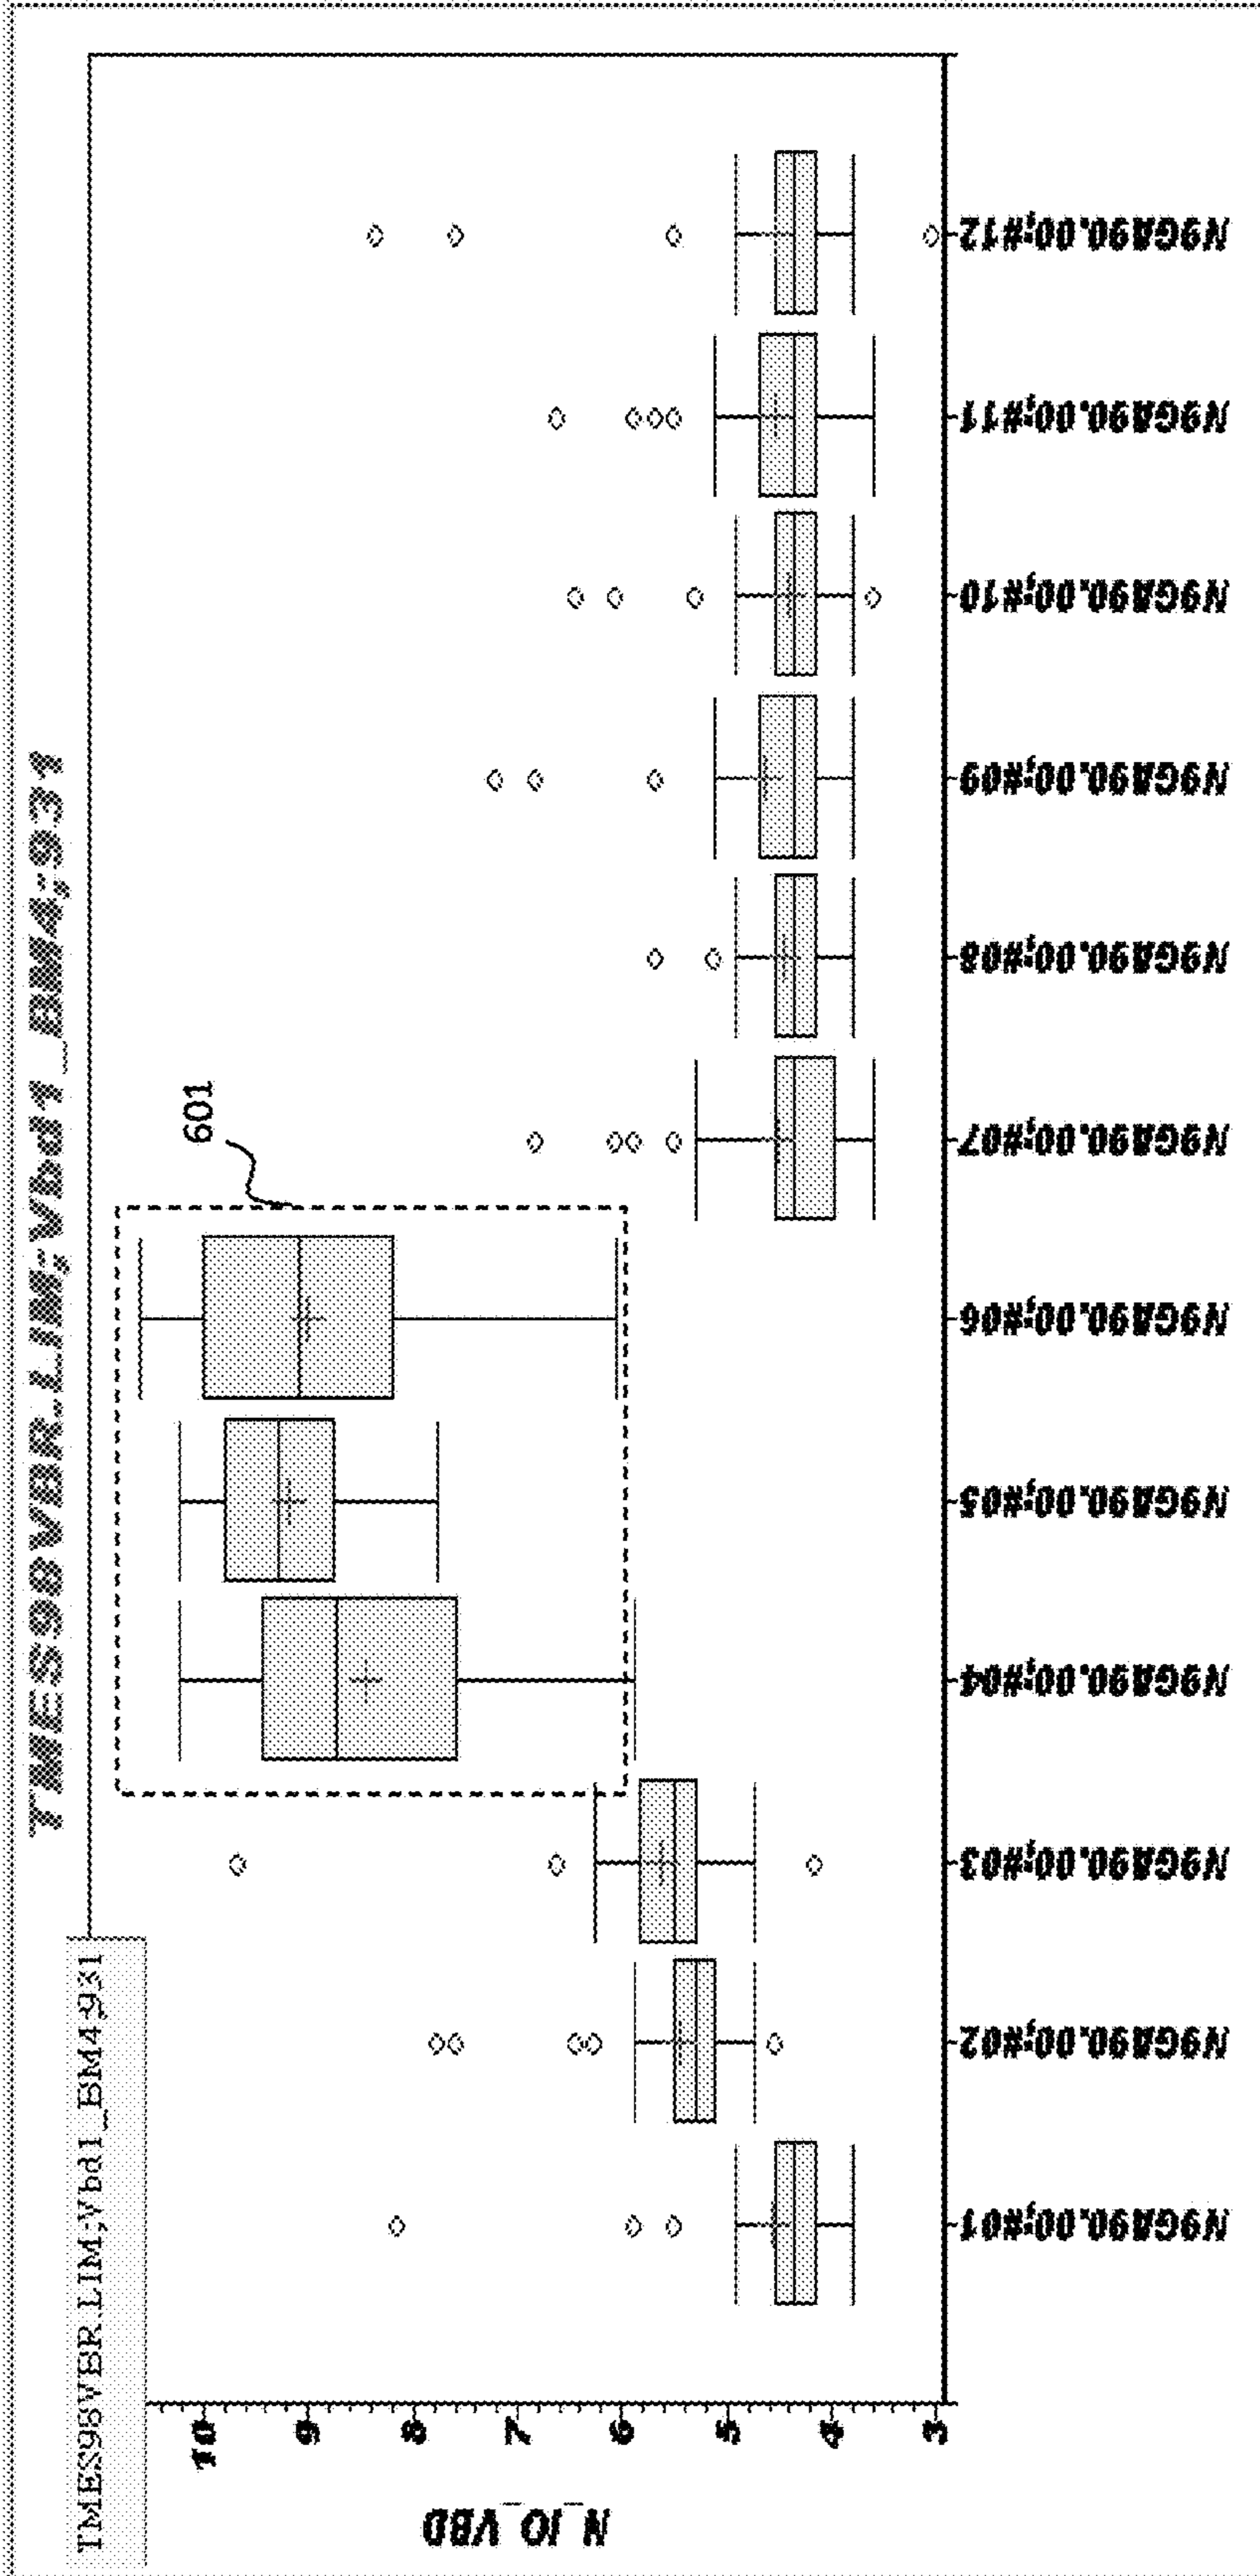 TMES98VBR.LIM;Vbd1_BM4;931
TMES98VBR.LIM;Vbd1_BM4;931
601
N_IO_VBD
10
9
8
7
6
5
4
3
N9GA90.00;#01
N9GA90.00;#02
N9GA90.00;#03
N9GA90.00;#04
N9GA90.00;#05
N9GA90.00;#06
N9GA90.00;#07
N9GA90.00;#08
N9GA90.00;#09
N9GA90.00;#10
N9GA90.00;#11
N9GA90.00;#12